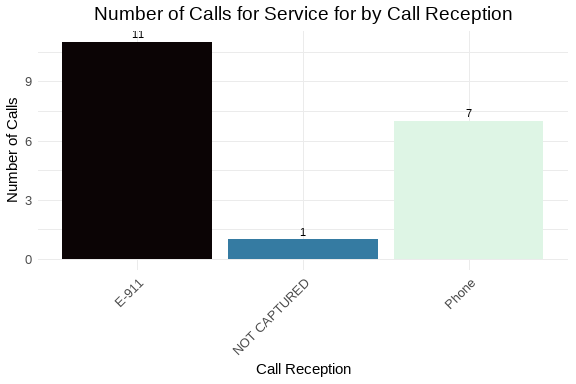 Number of Calls for Service for by Call Reception
11
9
7
6
3
1
0
Number of Calls
E-911
NOT CAPTURED
Phone
Call Reception